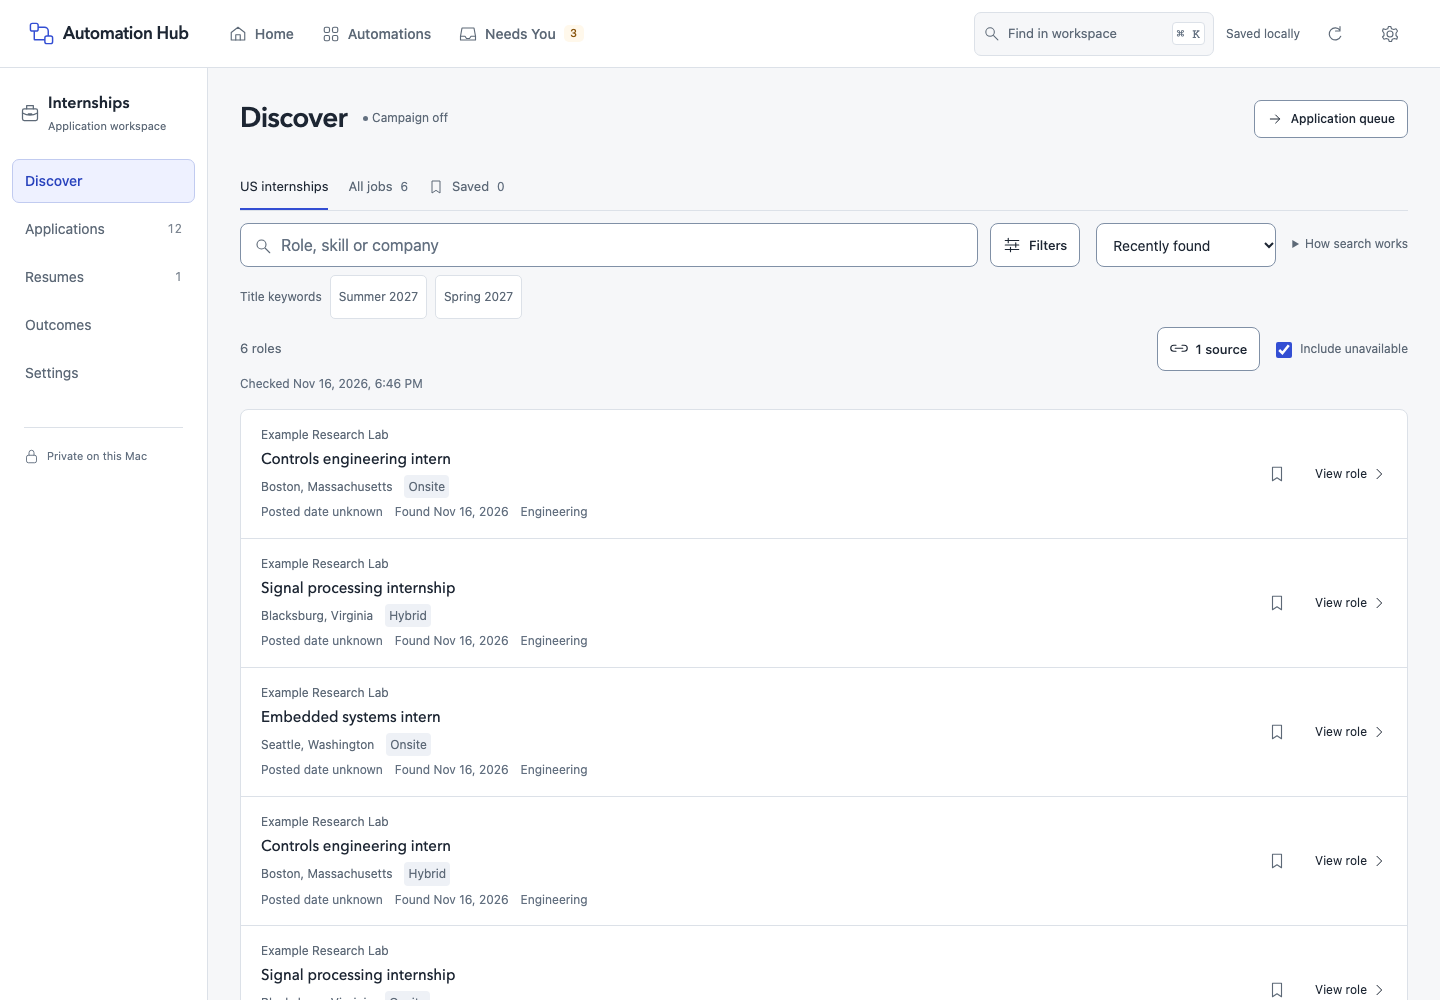 Automation Hub
Home
Automations
Needs You 3
Find in workspace ⌘ K
Saved locally
Internships
Application workspace
Discover
Applications 12
Resumes 1
Outcomes
Settings
Private on this Mac
Discover
Campaign off
Application queue
US internships
All jobs 6
Saved 0
Role, skill or company
Filters
Recently found
How search works
Title keywords
Summer 2027
Spring 2027
6 roles
1 source
Include unavailable
Checked Nov 16, 2026, 6:46 PM
Example Research Lab
Controls engineering intern
Boston, Massachusetts Onsite
Posted date unknown Found Nov 16, 2026 Engineering
View role
Example Research Lab
Signal processing internship
Blacksburg, Virginia Hybrid
Posted date unknown Found Nov 16, 2026 Engineering
View role
Example Research Lab
Embedded systems intern
Seattle, Washington Onsite
Posted date unknown Found Nov 16, 2026 Engineering
View role
Example Research Lab
Controls engineering intern
Boston, Massachusetts Hybrid
Posted date unknown Found Nov 16, 2026 Engineering
View role
Example Research Lab
Signal processing internship
View role